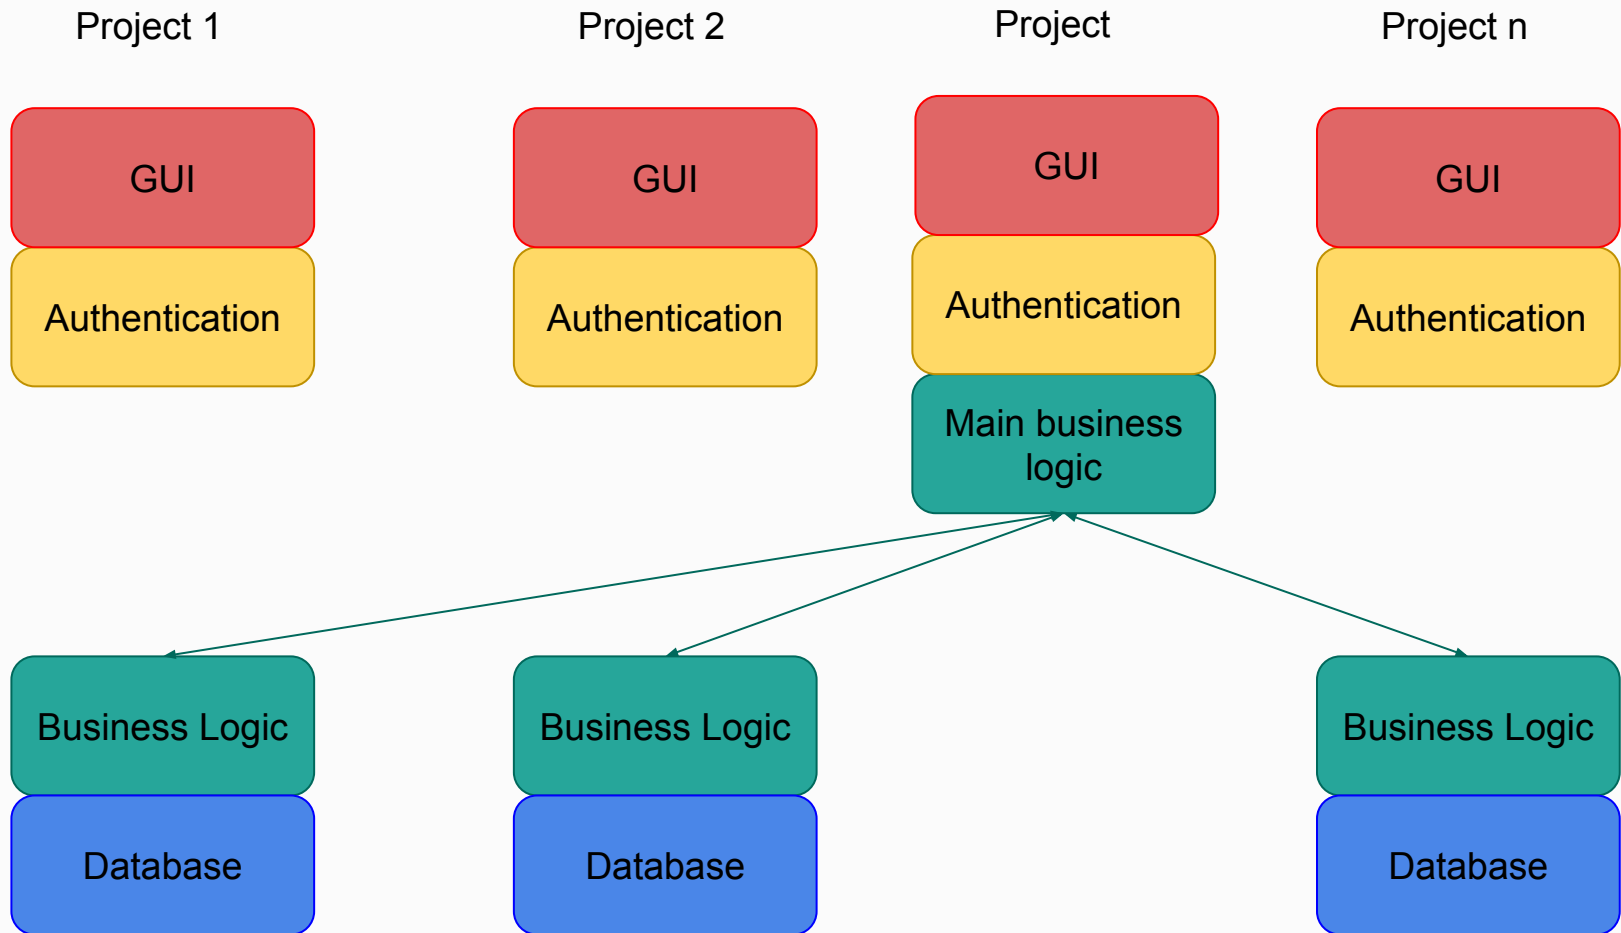 Project 1
Project 2
Project
Project n
GUI
GUI
GUI
GUI
Authentication
Authentication
Authentication
Authentication
Main business
logic
Business Logic
Business Logic
Business Logic
Database
Database
Database